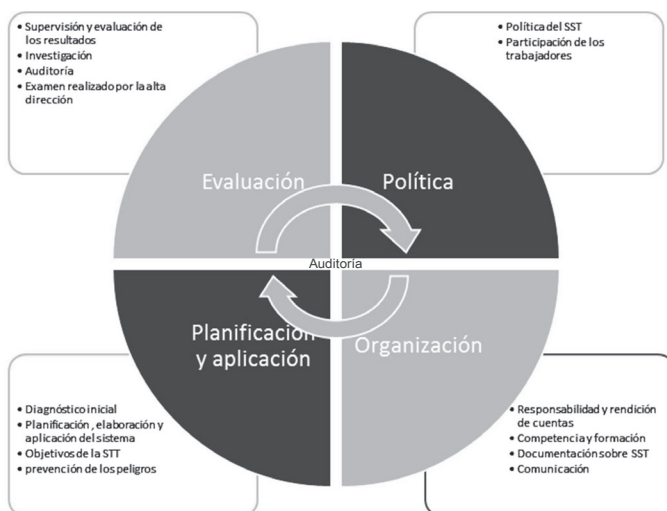 • Supervisión y evaluación de
los resultados
• Investigación
• Auditoría
• Examen realizado por la alta
dirección
• Política del SST
• Participación de los
trabajadores
Evaluación
Política
Auditoría
Planificación
y aplicación
Organización
• Diagnóstico inicial
• Planificación, elaboración y
aplicación del sistema
• Objetivos de la STT
• prevención de los peligros
• Responsabilidad y rendición
de cuentas
• Competencia y formación
• Documentación sobre SST
• Comunicación